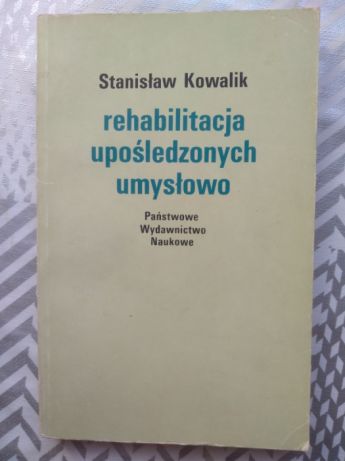 Stanisław Kowalik
rehabilitacja
upośledzonych
umysłowo
Państwowe
Wydawnictwo
Naukowe